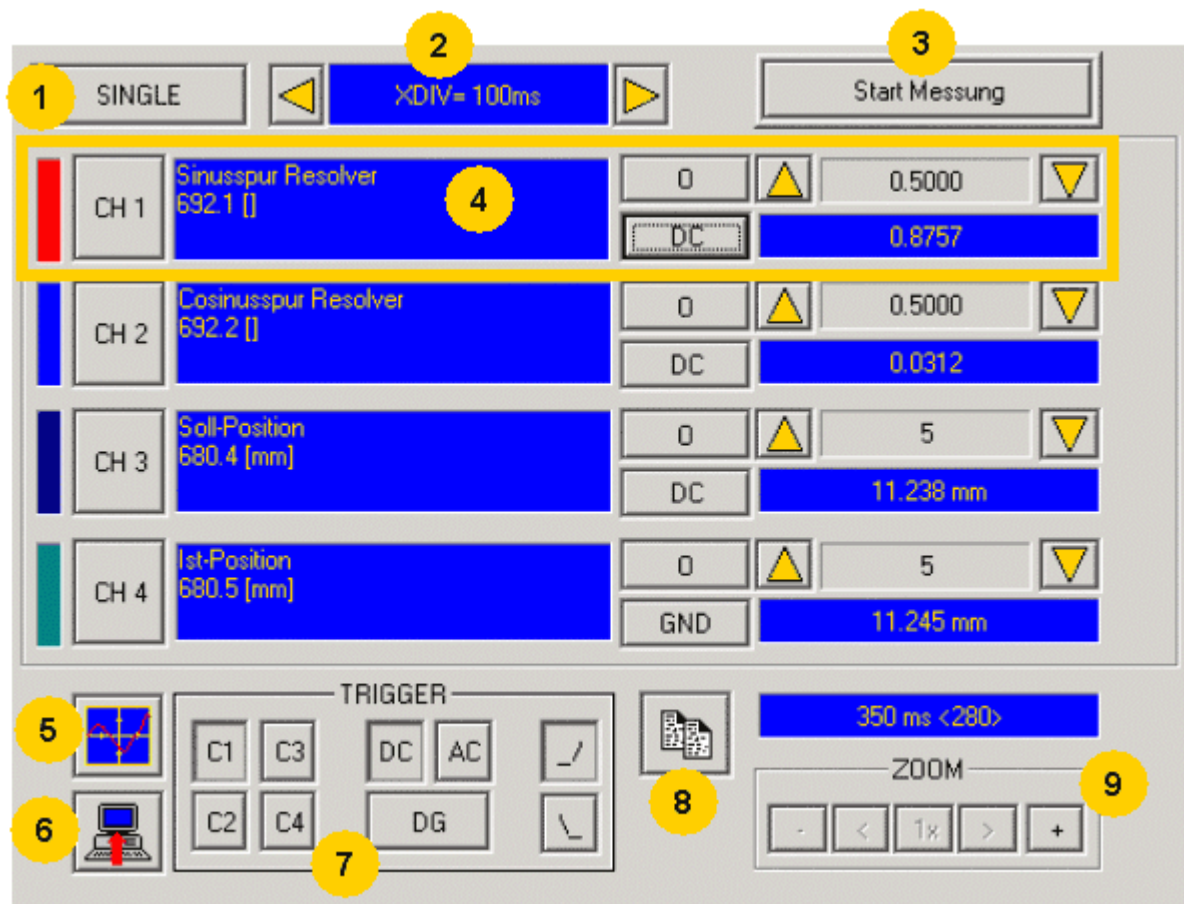 2
3
1
SINGLE
XDIV= 100ms
Start Messung
CH 1
Sinusspur Resolver
692.1 []
4
0
0.5000
DC
0.8757
CH 2
Cosinusspur Resolver
692.2 []
0
0.5000
DC
0.0312
CH 3
Soll-Position
680.4 [mm]
0
5
DC
11.238 mm
CH 4
Ist-Position
680.5 [mm]
0
5
GND
11.245 mm
5
6
TRIGGER
C1
C3
DC
AC
_/
C2
C4
DG
\_
7
8
350 ms <280>
ZOOM
9
-
<
1x
>
+